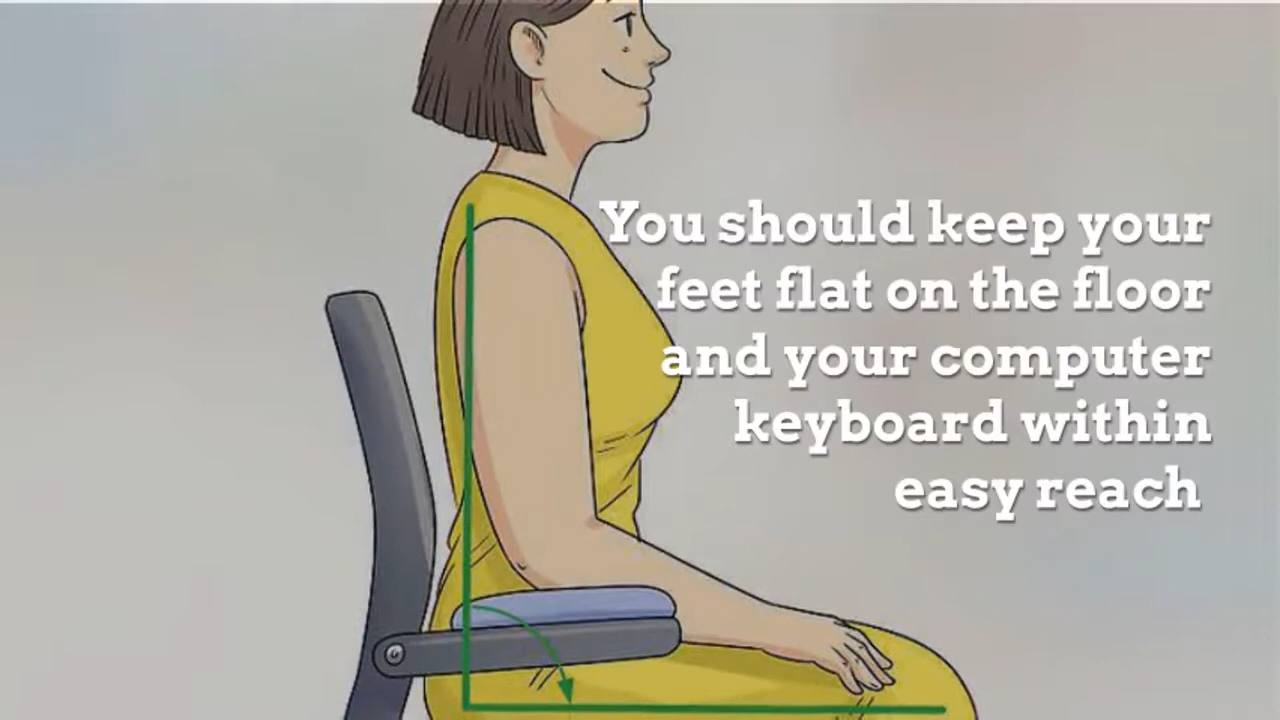 You should keep your
feet flat on the floor
and your computer
keyboard within
easy reach